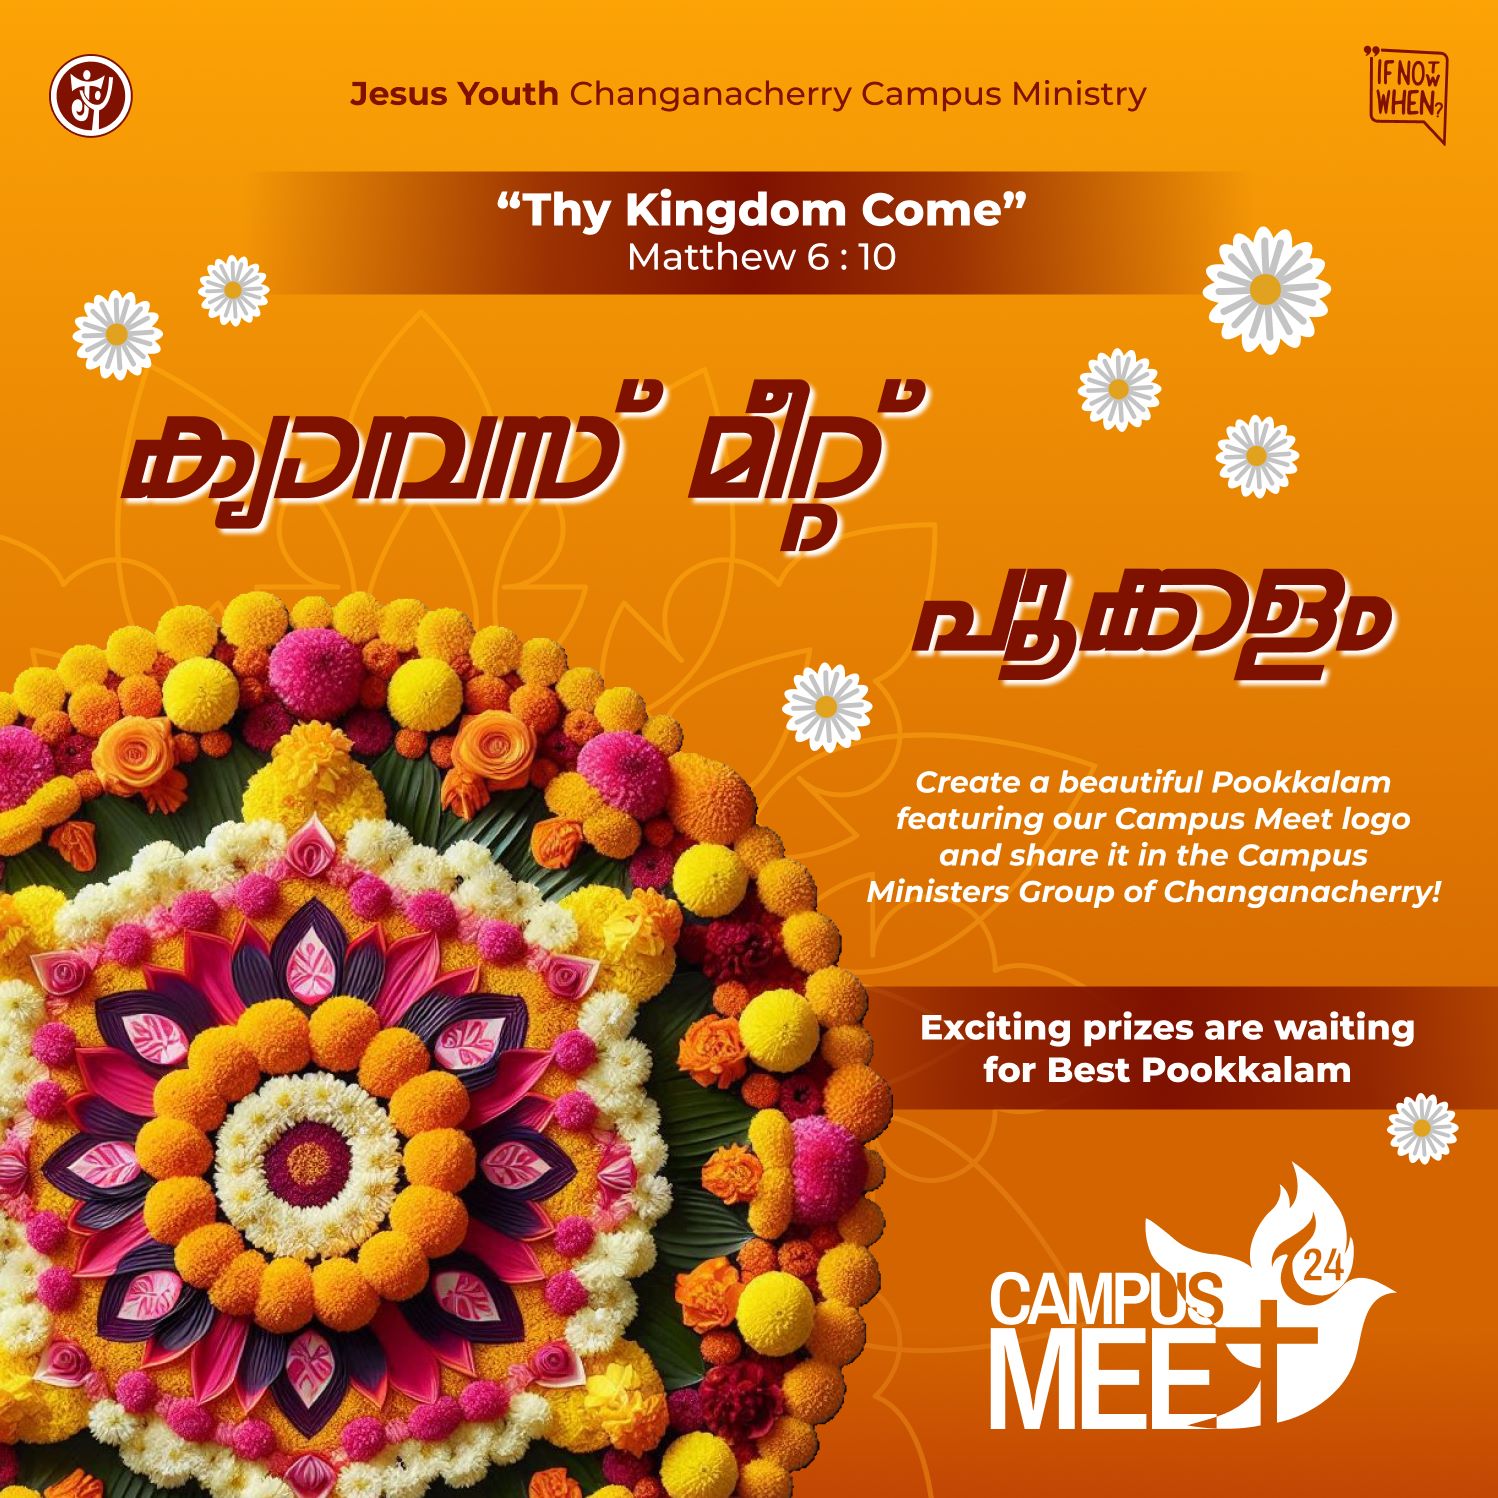 Jesus Youth Changanacherry Campus Ministry
"IF NOT NOW
WHEN?
“Thy Kingdom Come”
Matthew 6 : 10
ക്യാമ്പസ് മീറ്റ്
പൂക്കളം
Create a beautiful Pookkalam
featuring our Campus Meet logo
and share it in the Campus
Ministers Group of Changanacherry!
Exciting prizes are waiting
for Best Pookkalam
24
CAMPUS
MEET